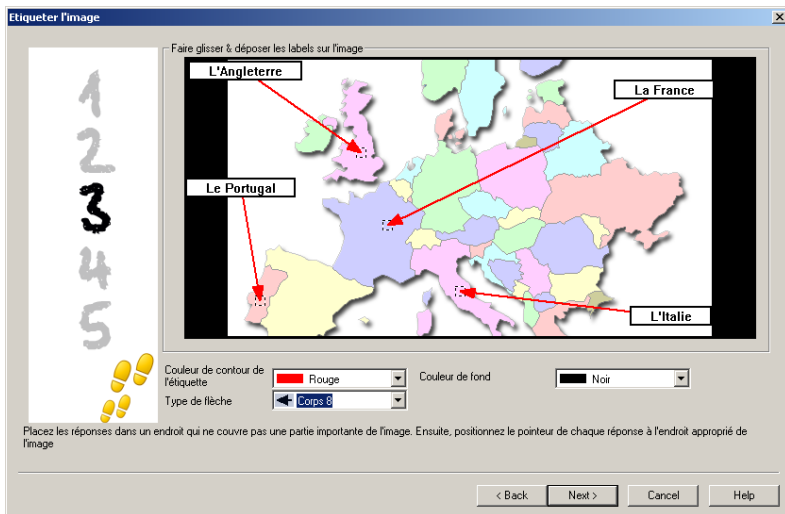 Etiqueter l'image
Faire glisser & déposer les labels sur l'image
1
2
3
4
5
L'Angleterre
La France
Le Portugal
L'Italie
Couleur de contour de
l'étiquette
Rouge
Couleur de fond
Noir
Type de flèche
Corps 8
Placez les réponses dans un endroit qui ne couvre pas une partie importante de l'image. Ensuite, positionnez le pointeur de chaque réponse à l'endroit approprié de
l'image
< Back
Next >
Cancel
Help